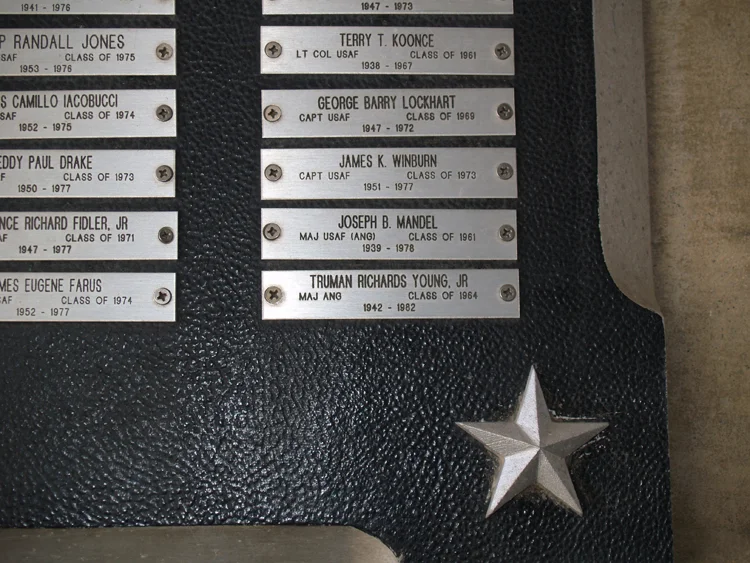 1941 - 1976
P RANDALL JONES
SAF CLASS OF 1975
1953 - 1976
S CAMILLO IACOBUCCI
SAF CLASS OF 1974
1952 - 1975
EDDY PAUL DRAKE
F CLASS OF 1973
1950 - 1977
NCE RICHARD FIDLER, JR
AF CLASS OF 1971
1947 - 1977
MES EUGENE FARUS
SAF CLASS OF 1974
1952 - 1977
1947 - 1973
TERRY T. KOONCE
LT COL USAF CLASS OF 1961
1938 - 1967
GEORGE BARRY LOCKHART
CAPT USAF CLASS OF 1969
1947 - 1972
JAMES K. WINBURN
CAPT USAF CLASS OF 1973
1951 - 1977
JOSEPH B. MANDEL
MAJ USAF (ANG) CLASS OF 1961
1939 - 1978
TRUMAN RICHARDS YOUNG, JR
MAJ ANG CLASS OF 1964
1942 - 1982